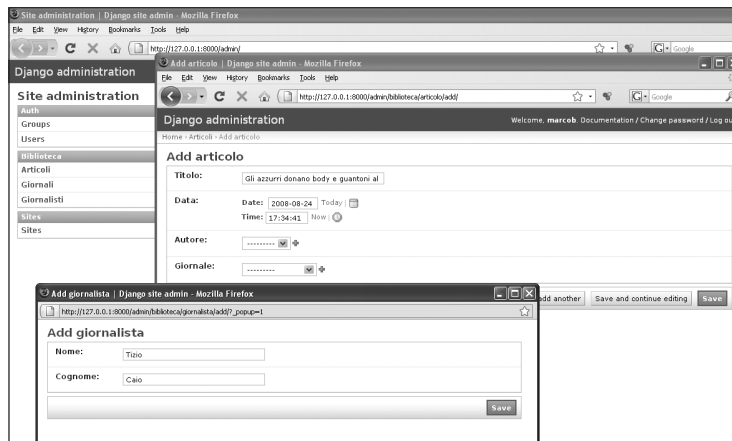 Site administration | Django site admin - Mozilla Firefox
File Edit View History Bookmarks Tools Help
http://127.0.0.1:8000/admin/
Google
Django administration
Site administration
Auth
Groups
Users
Biblioteca
Articoli
Giornali
Giornalisti
Sites
Sites
Add articolo | Django site admin - Mozilla Firefox
File Edit View History Bookmarks Tools Help
http://127.0.0.1:8000/admin/biblioteca/articolo/add/
Google
Django administration
Welcome, marcob. Documentation / Change password / Log ou
Home › Articoli › Add articolo
Add articolo
Titolo: Gli azzurri donano body e guantoni al
Data: Date: 2008-08-24 Today |
Time: 17:34:41 Now |
Autore: ---------
Giornale: ---------
add another Save and continue editing Save
Add giornalista | Django site admin - Mozilla Firefox
http://127.0.0.1:8000/admin/biblioteca/giornalista/add/?_popup=1
Add giornalista
Nome: Tizio
Cognome: Caio
Save